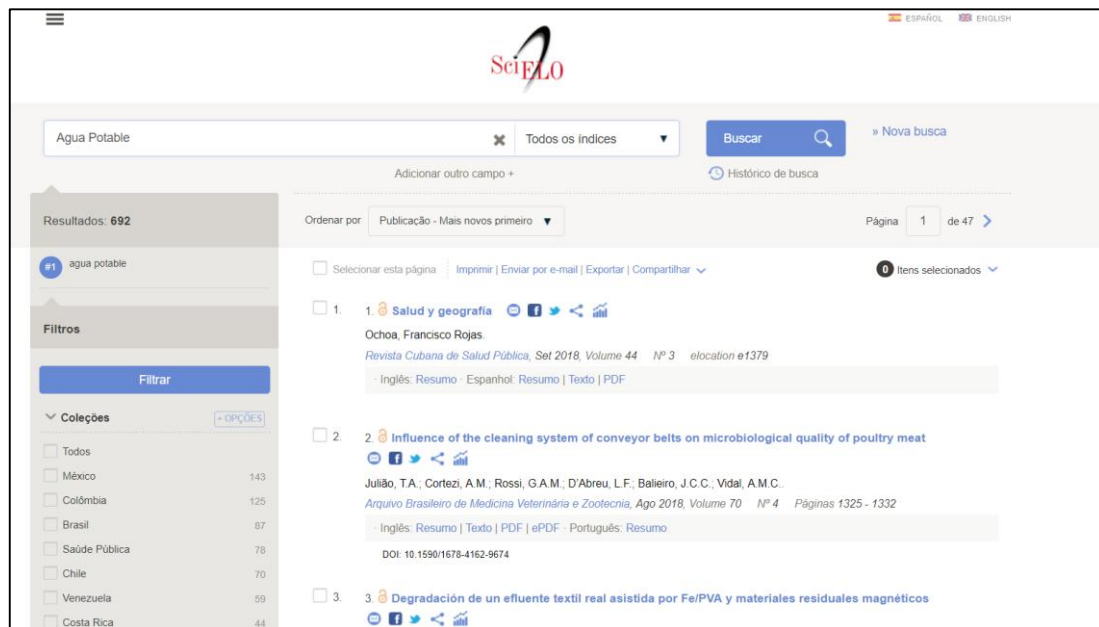 ESPAÑOL ENGLISH
SciELO
Agua Potable Todos os índices Buscar » Nova busca
Adicionar outro campo + Histórico de busca
Resultados: 692
#1 agua potable
Filtros
Filtrar
Coleções + OPÇÕES
Todos
México 143
Colômbia 125
Brasil 87
Saúde Pública 78
Chile 70
Venezuela 59
Costa Rica 44
Ordenar por Publicação - Mais novos primeiro Página 1 de 47
Selecionar esta página Imprimir | Enviar por e-mail | Exportar | Compartilhar 0 Itens selecionados
1. 1. Salud y geografía
Ochoa, Francisco Rojas.
Revista Cubana de Salud Pública, Set 2018, Volume 44 Nº 3 elocation e1379
· Inglês: Resumo · Espanhol: Resumo | Texto | PDF
2. 2. Influence of the cleaning system of conveyor belts on microbiological quality of poultry meat
Julião, T.A.; Cortezi, A.M.; Rossi, G.A.M.; D'Abreu, L.F.; Balieiro, J.C.C.; Vidal, A.M.C..
Arquivo Brasileiro de Medicina Veterinária e Zootecnia, Ago 2018, Volume 70 Nº 4 Páginas 1325 - 1332
· Inglês: Resumo | Texto | PDF | ePDF · Português: Resumo
DOI: 10.1590/1678-4162-9674
3. 3. Degradación de un efluente textil real asistida por Fe/PVA y materiales residuales magnéticos